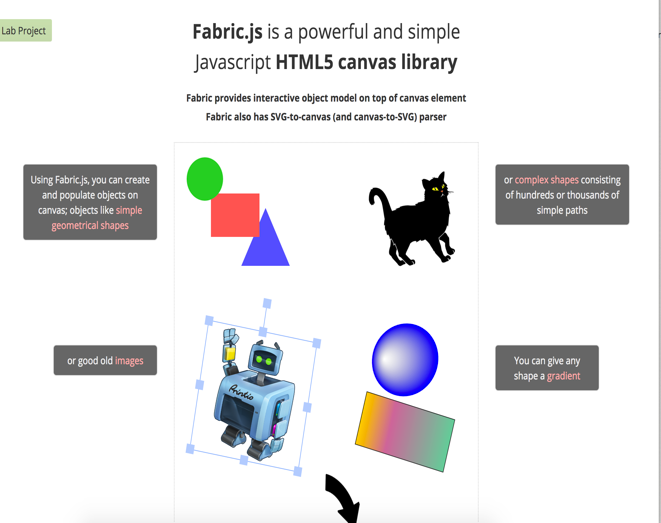 Lab Project
Fabric.js is a powerful and simple
Javascript HTML5 canvas library
Fabric provides interactive object model on top of canvas element
Fabric also has SVG-to-canvas (and canvas-to-SVG) parser
Using Fabric.js, you can create
and populate objects on
canvas; objects like simple
geometrical shapes
or complex shapes consisting
of hundreds or thousands of
simple paths
or good old images
Printio
You can give any
shape a gradient